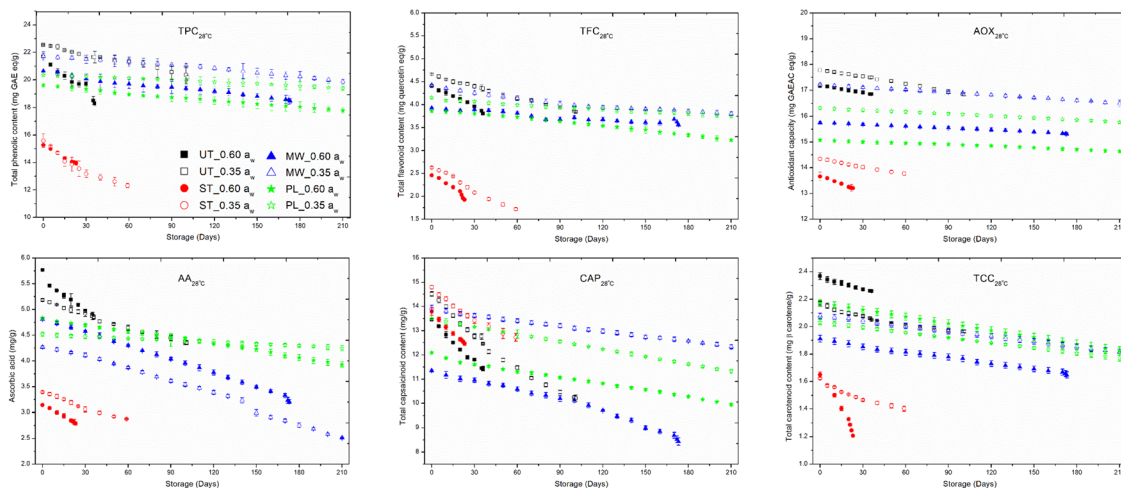 TPC28°C
Total phenolic content (mg GAE eq/g)
26
24
22
20
18
16
14
12
10
UT_0.60 aw
UT_0.35 aw
ST_0.60 aw
ST_0.35 aw
MW_0.60 aw
MW_0.35 aw
PL_0.60 aw
PL_0.35 aw
0 30 60 90 120 150 180 210
Storage (Days)
TFC28°C
Total flavonoid content (mg quercetin eq/g)
6.0
5.5
5.0
4.5
4.0
3.5
3.0
2.5
2.0
1.5
0 30 60 90 120 150 180 210
Storage (Days)
AOX28°C
Antioxidant capacity (mg GAEAC eq/g)
20
19
18
17
16
15
14
13
12
0 30 60 90 120 150 180 210
Storage (Days)
AA28°C
Ascorbic acid (mg/g)
6.0
5.5
5.0
4.5
4.0
3.5
3.0
2.5
2.0
0 30 60 90 120 150 180 210
Storage (Days)
CAP28°C
Total capsaicinoid content (mg/g)
16
15
14
13
12
11
10
9
8
0 30 60 90 120 150 180 210
Storage (Days)
TCC28°C
Total carotenoid content (mg β carotene/g)
2.4
2.2
2.0
1.8
1.6
1.4
1.2
1.0
0 30 60 90 120 150 180 210
Storage (Days)